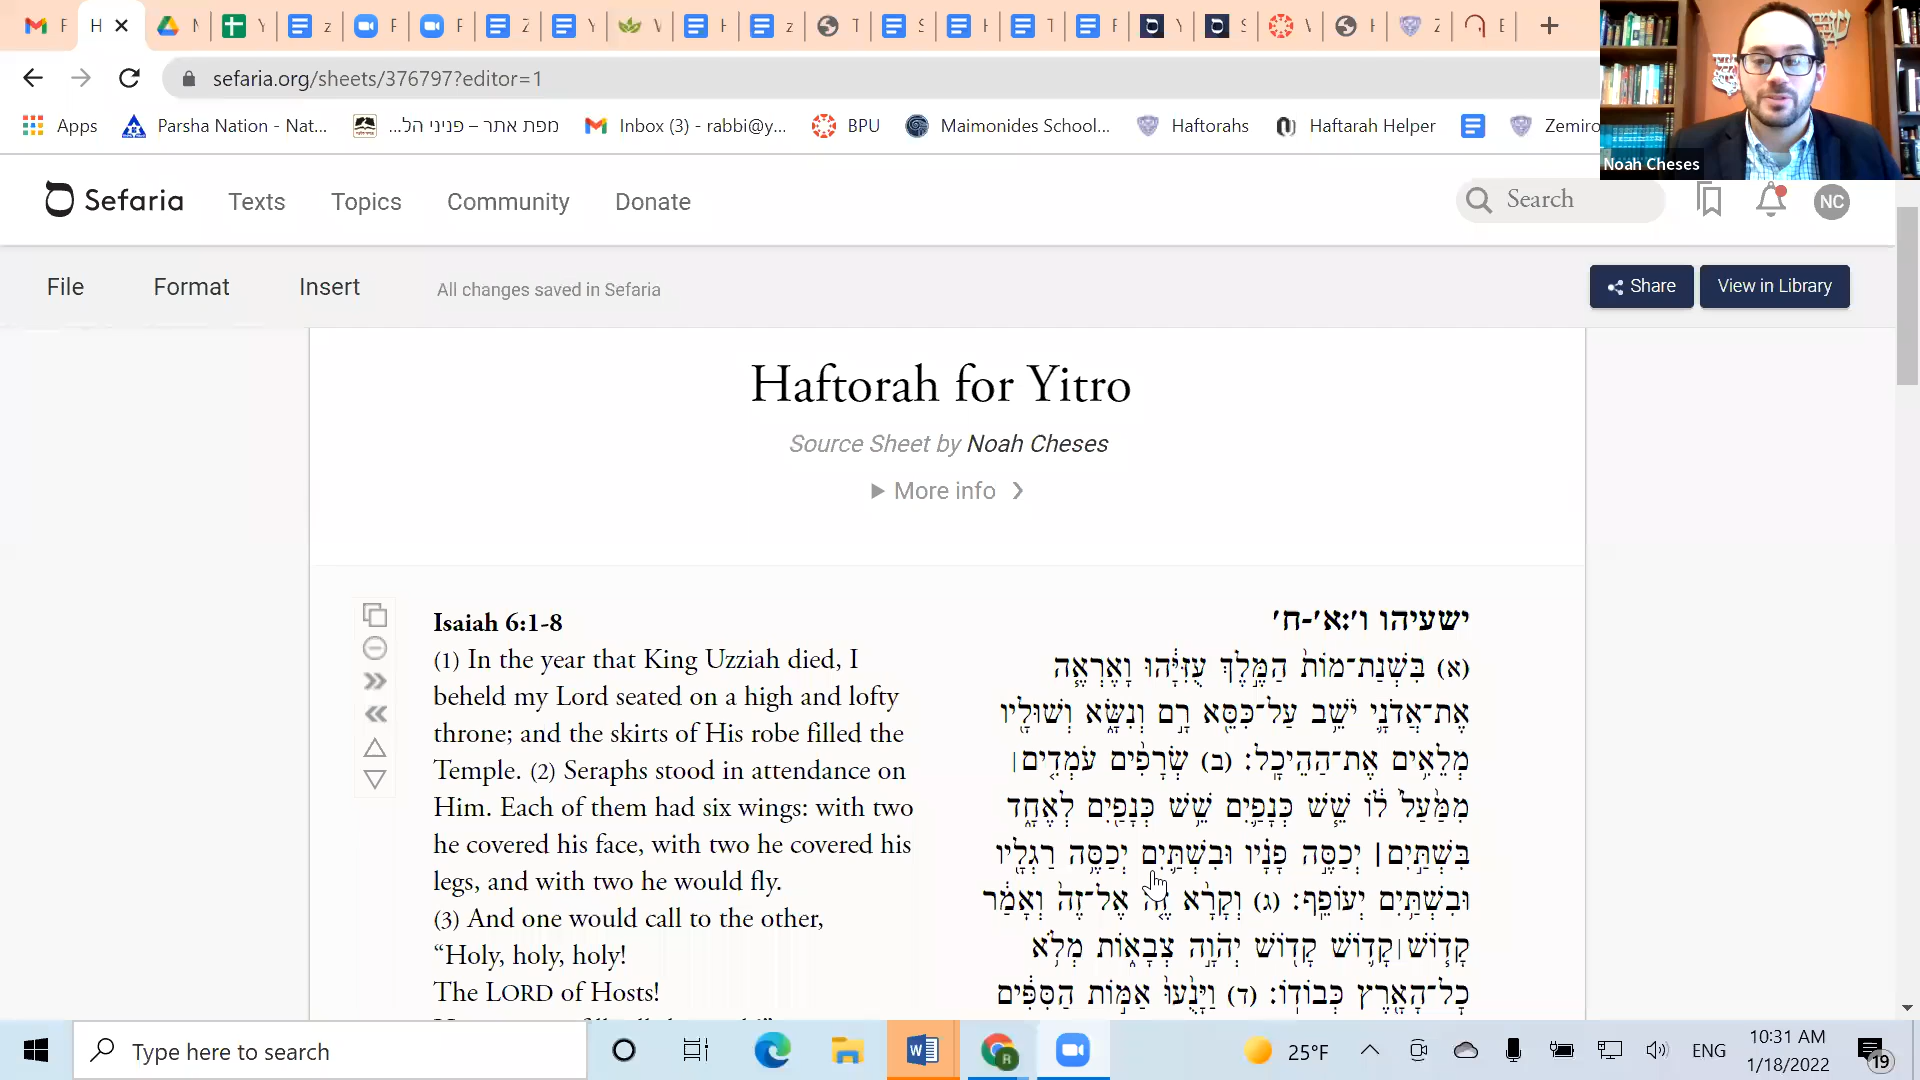 sefaria.org/sheets/376797?editor=1
Noah Cheses
Apps
Parsha Nation - Nat...
מפת אתר – פניני הל...
Inbox (3) - rabbi@y...
BPU
Maimonides School...
Haftorahs
Haftarah Helper
Zemiro
Sefaria
Texts
Topics
Community
Donate
Search
NC
File
Format
Insert
All changes saved in Sefaria
Share
View in Library
Haftorah for Yitro
Source Sheet by Noah Cheses
More info
Isaiah 6:1-8
(1) In the year that King Uzziah died, I
beheld my Lord seated on a high and lofty
throne; and the skirts of His robe filled the
Temple. (2) Seraphs stood in attendance on
Him. Each of them had six wings: with two
he covered his face, with two he covered his
legs, and with two he would fly.
(3) And one would call to the other,
“Holy, holy, holy!
The LORD of Hosts!
ישעיהו ו׳:א׳-ח׳
(א) בִּשְׁנַת־מוֹת֙ הַמֶּ֣לֶךְ עֻזִּיָּ֔הוּ וָאֶרְאֶ֧ה
אֶת־אֲדֹנָ֛י יֹשֵׁ֥ב עַל־כִּסֵּ֖א רָ֣ם וְנִשָּׂ֑א וְשׁוּלָ֖יו
מְלֵאִ֥ים אֶת־הַהֵיכָֽל׃ (ב) שְׂרָפִ֨ים עֹמְדִ֤ים ׀
מִמַּ֙עַל֙ ל֔וֹ שֵׁ֧שׁ כְּנָפַ֛יִם שֵׁ֥שׁ כְּנָפַ֖יִם לְאֶחָ֑ד
בִּשְׁתַּ֣יִם ׀ יְכַסֶּ֣ה פָנָ֗יו וּבִשְׁתַּ֛יִם יְכַסֶּ֥ה רַגְלָ֖יו
וּבִשְׁתַּ֥יִם יְעוֹפֵֽף׃ (ג) וְקָרָ֨א זֶ֤ה אֶל־זֶה֙ וְאָמַ֔ר
קָד֧וֹשׁ ׀ קָד֛וֹשׁ קָד֖וֹשׁ יְהֹוָ֣ה צְבָא֑וֹת מְלֹ֥א
כׇל־הָאָ֖רֶץ כְּבוֹדֽוֹ׃ (ד) וַיָּנֻ֙עוּ֙ אַמּ֣וֹת הַסִּפִּ֔ים
Type here to search
25°F
ENG
10:31 AM
1/18/2022
19